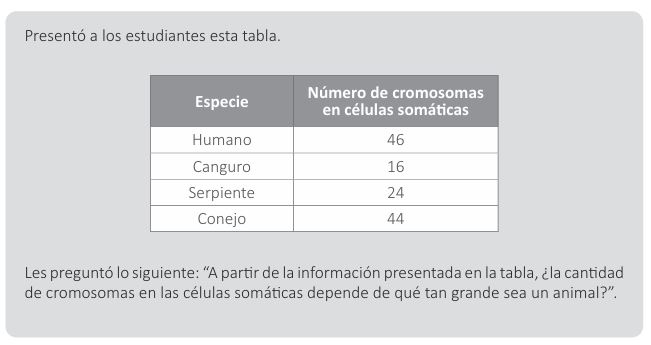 Presentó a los estudiantes esta tabla.
Especie
Número de cromosomas
en células somáticas
Humano 46
Canguro 16
Serpiente 24
Conejo 44
Les preguntó lo siguiente: “A partir de la información presentada en la tabla, ¿la cantidad
de cromosomas en las células somáticas depende de qué tan grande sea un animal?”.